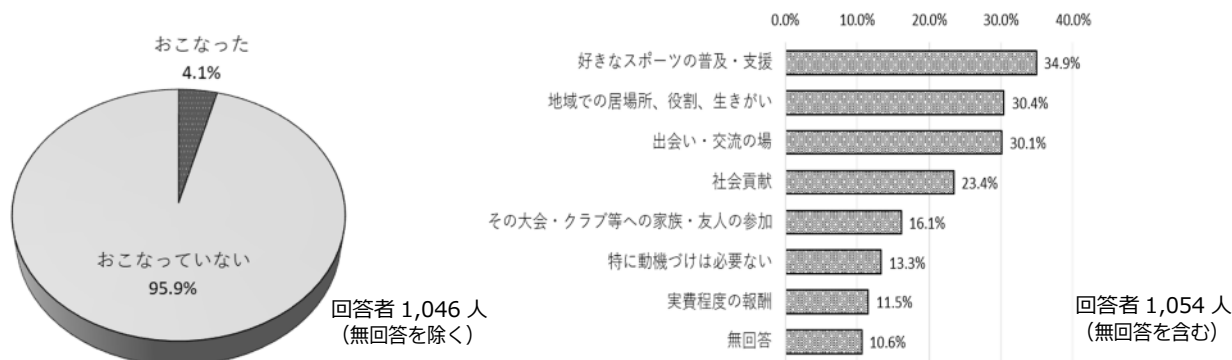 おこなった
4.1%
おこなっていない
95.9%
回答者 1,046 人
（無回答を除く）
0.0% 10.0% 20.0% 30.0% 40.0%
好きなスポーツの普及・支援 34.9%
地域での居場所、役割、生きがい 30.4%
出会い・交流の場 30.1%
社会貢献 23.4%
その大会・クラブ等への家族・友人の参加 16.1%
特に動機づけは必要ない 13.3%
実費程度の報酬 11.5%
無回答 10.6%
回答者 1,054 人
（無回答を含む）